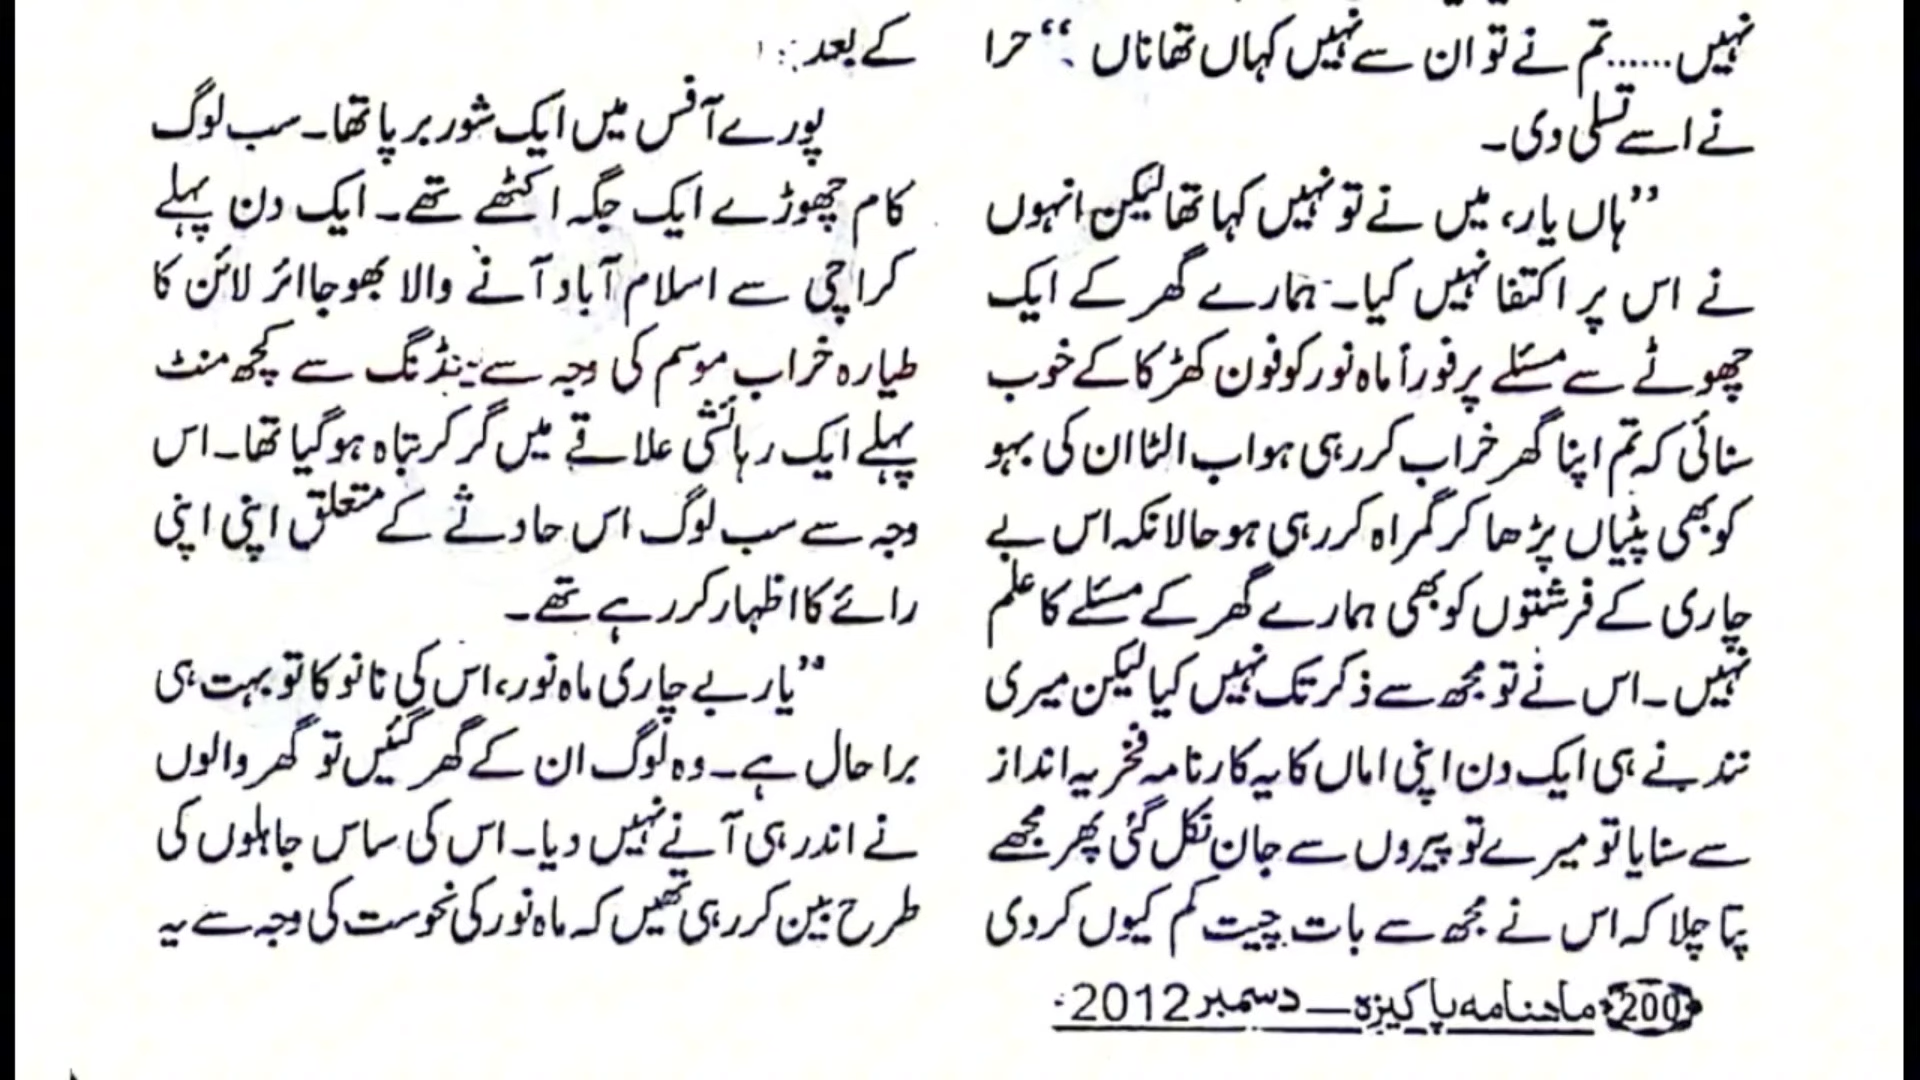 نہیں......تم نے تو ان سے نہیں کہاں تھا ناں۔“ حرا
نے اسے تسلی دی۔
”ہاں یار، میں نے تو نہیں کہا تھا لیکن انہوں
نے اس پر اکتفا نہیں کیا۔ ہمارے گھر کے ایک
چھوٹے سے مسئلے پر فوراً ماہ نور کو فون کھڑکا کے خوب
سنائی کہ تم اپنا گھر خراب کر رہی ہو اب الٹا ان کی بہو
کو بھی پٹیاں پڑھا کر گمراہ کر رہی ہو حالانکہ اس بے
چاری کے فرشتوں کو بھی ہمارے گھر کے مسئلے کا علم
نہیں۔ اس نے تو مجھ سے ذکر تک نہیں کیا لیکن میری
نند نے ہی ایک دن اپنی اماں کا یہ کارنامہ فخریہ انداز
سے سنایا تو میرے تو پیروں سے جان نکل گئی پھر مجھے
پتا چلا کہ اس نے مجھ سے بات چیت کم کیوں کر دی
کے بعد
پورے آفس میں ایک شور برپا تھا۔ سب لوگ
کام چھوڑے ایک جگہ اکٹھے تھے۔ ایک دن پہلے
کراچی سے اسلام آباد آنے والا بھوجا ائر لائن کا
طیارہ خراب موسم کی وجہ سے لینڈنگ سے کچھ منٹ
پہلے ایک رہائشی علاقے میں گر کر تباہ ہو گیا تھا۔ اس
وجہ سے سب لوگ اس حادثے کے متعلق اپنی اپنی
رائے کا اظہار کر رہے تھے۔
”یار بے چاری ماہ نور، اس کی نانو کا تو بہت ہی
برا حال ہے۔ وہ لوگ ان کے گھر گئیں تو گھر والوں
نے اندر ہی آنے نہیں دیا۔ اس کی ساس جاہلوں کی
طرح بین کر رہی تھیں کہ ماہ نور کی نحوست کی وجہ سے یہ
200 ماہنامہ پاکیزہ — دسمبر 2012